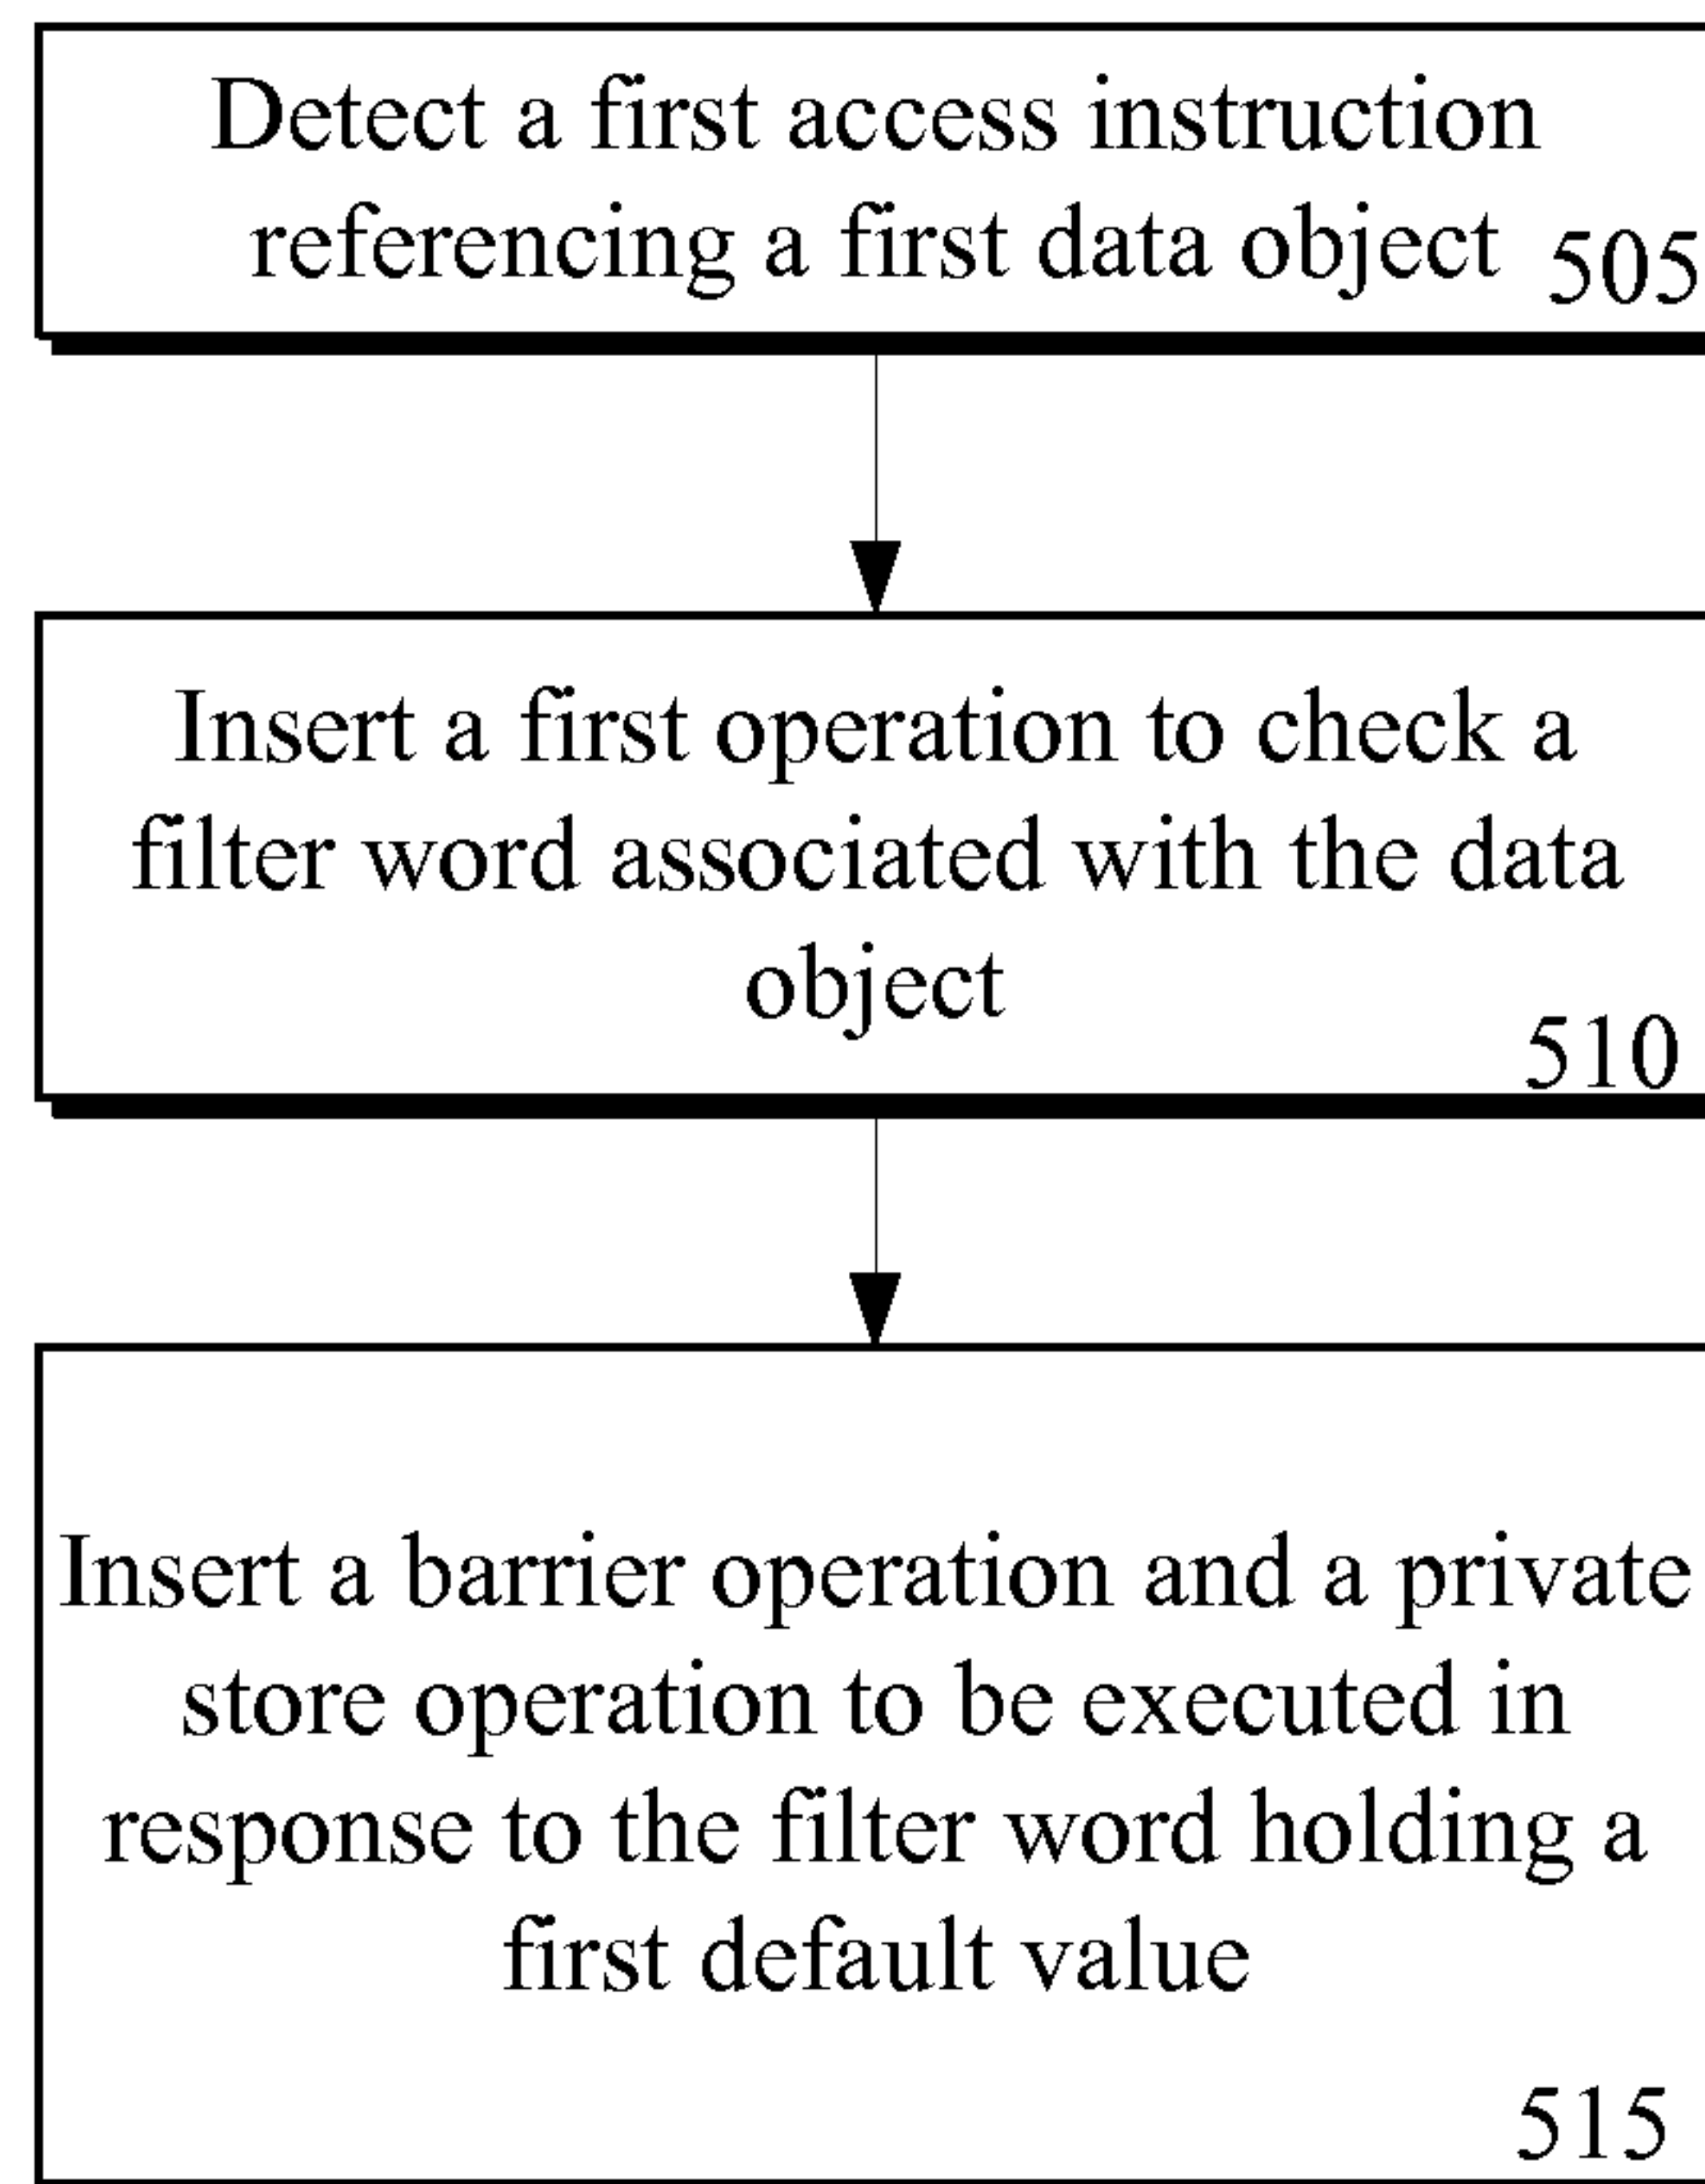 Detect a first access instruction
referencing a first data object 505
Insert a first operation to check a
filter word associated with the data
object
510
Insert a barrier operation and a private
store operation to be executed in
response to the filter word holding a
first default value
515